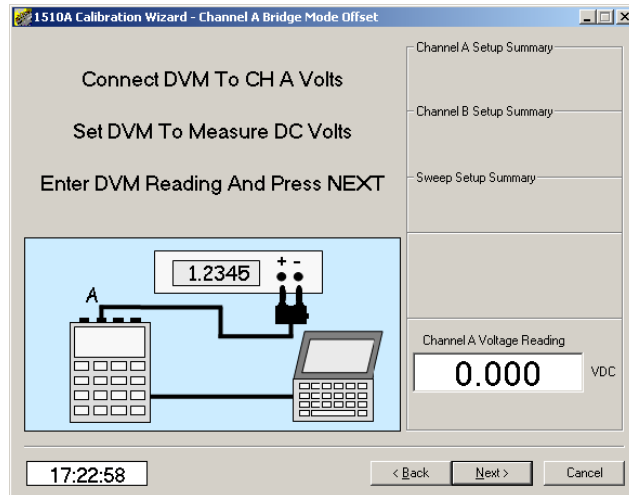 1510A Calibration Wizard - Channel A Bridge Mode Offset
Connect DVM To CH A Volts
Set DVM To Measure DC Volts
Enter DVM Reading And Press NEXT
1.2345
+ -
A
Channel A Setup Summary
Channel B Setup Summary
Sweep Setup Summary
Channel A Voltage Reading
0.000 VDC
17:22:58
< Back
Next >
Cancel